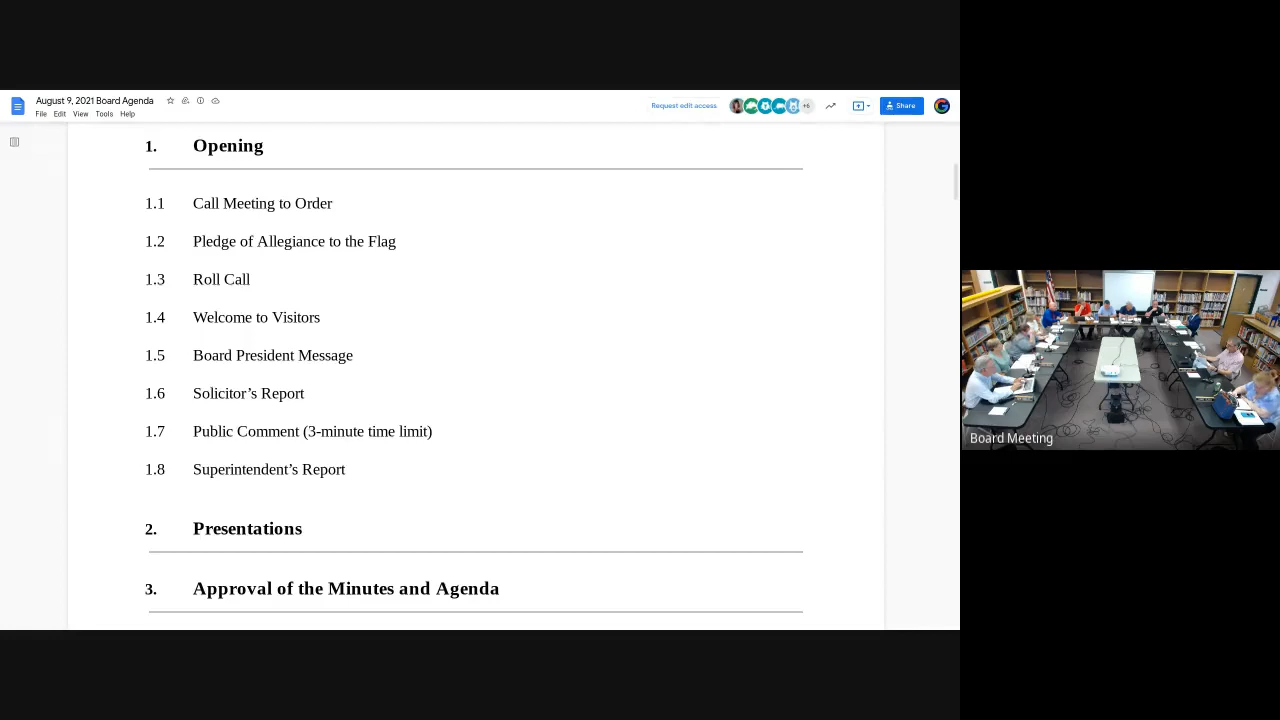 August 9, 2021 Board Agenda
File Edit View Tools Help
Request edit access
+6
Share
1. Opening
1.1 Call Meeting to Order
1.2 Pledge of Allegiance to the Flag
1.3 Roll Call
1.4 Welcome to Visitors
1.5 Board President Message
1.6 Solicitor’s Report
1.7 Public Comment (3-minute time limit)
1.8 Superintendent’s Report
2. Presentations
3. Approval of the Minutes and Agenda
Board Meeting